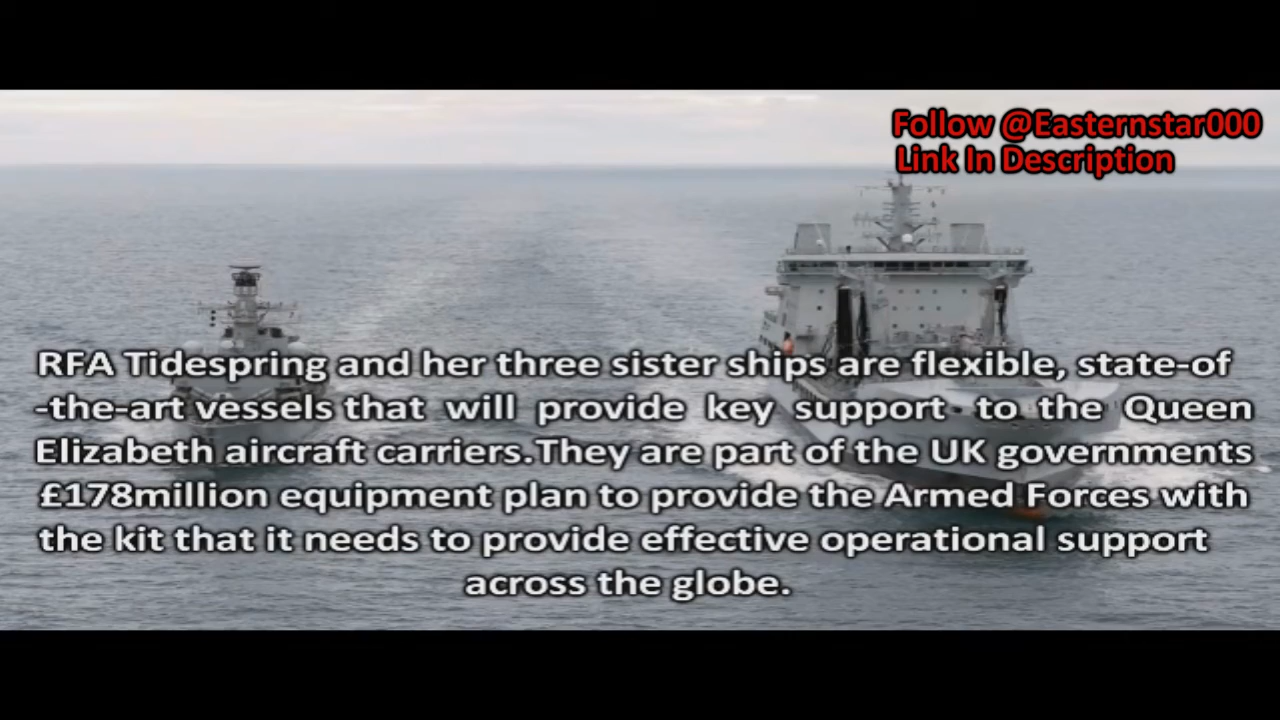 Follow @Easternstar000
Link In Description
RFA Tidespring and her three sister ships are flexible, state-of
-the-art vessels that will provide key support to the Queen
Elizabeth aircraft carriers.They are part of the UK governments
£178million equipment plan to provide the Armed Forces with
the kit that it needs to provide effective operational support
across the globe.